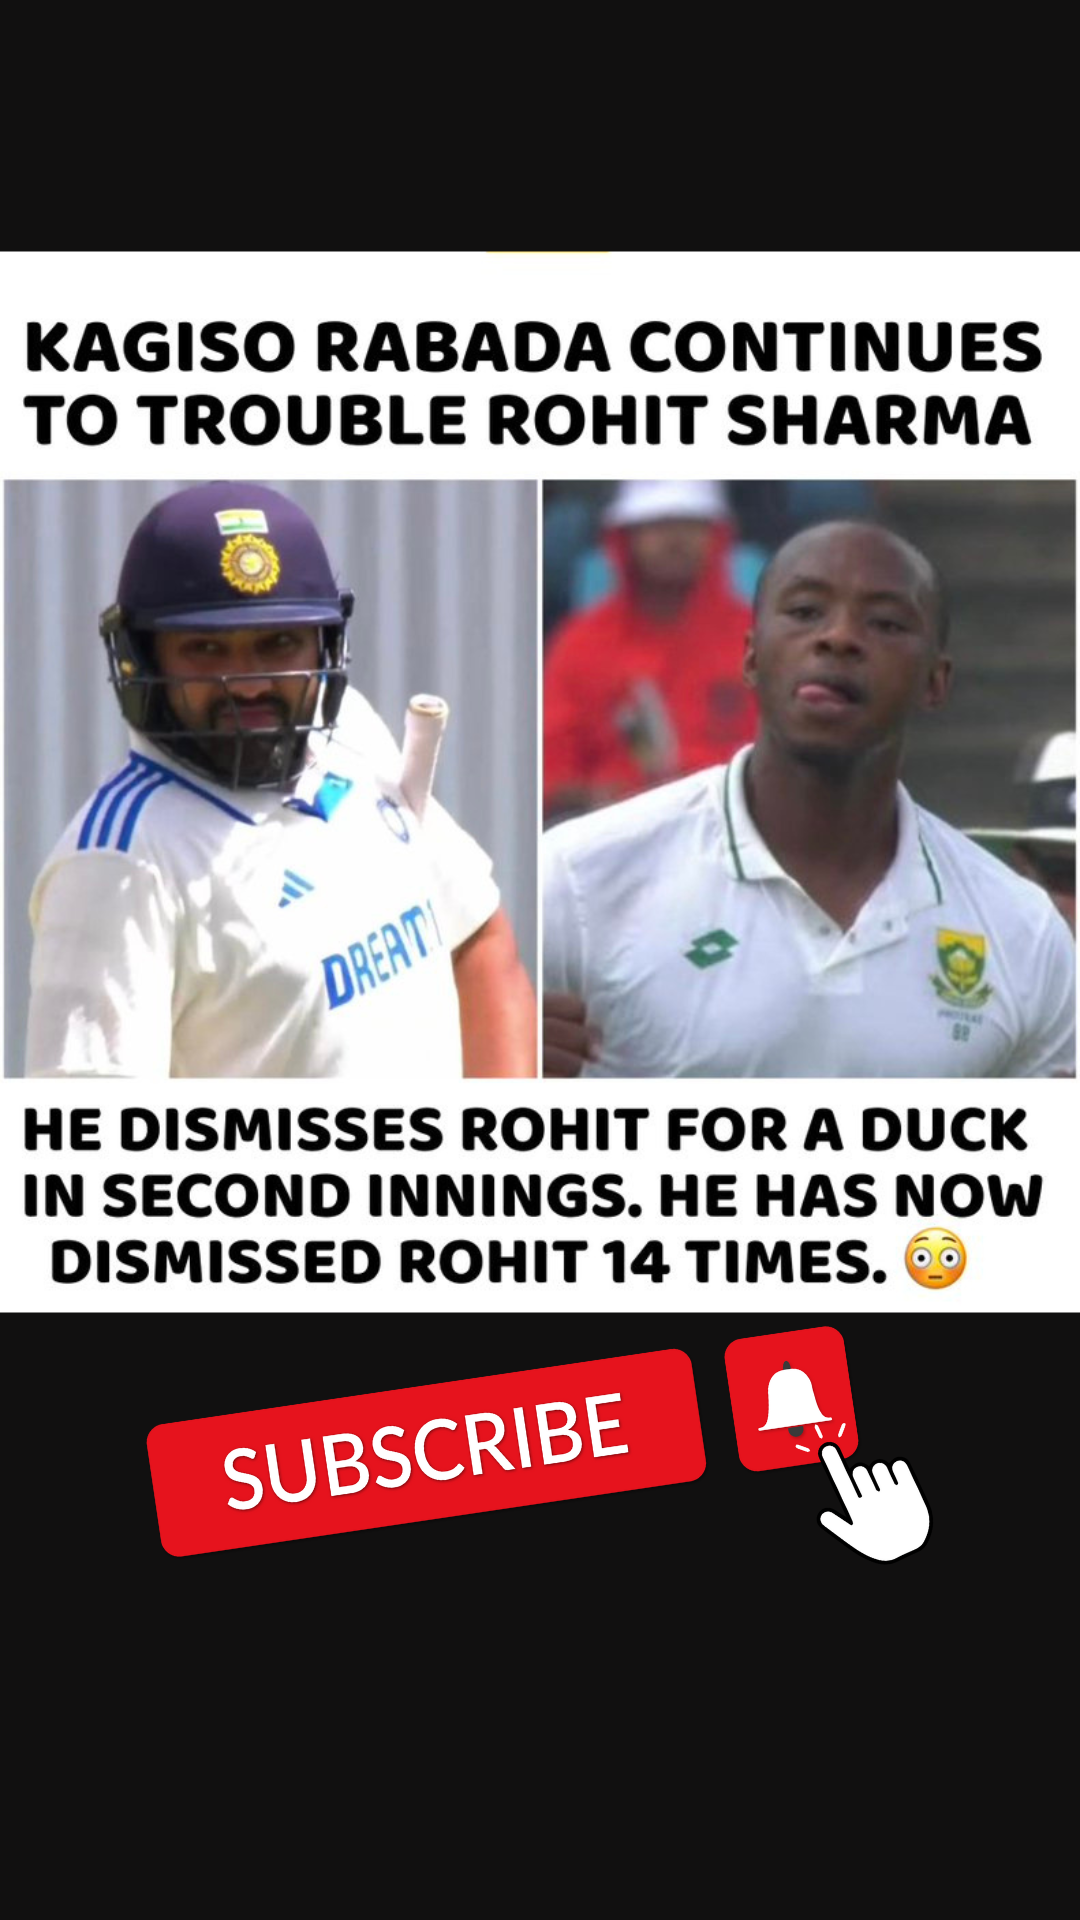 KAGISO RABADA CONTINUES
TO TROUBLE ROHIT SHARMA
DREAM
HE DISMISSES ROHIT FOR A DUCK
IN SECOND INNINGS. HE HAS NOW
DISMISSED ROHIT 14 TIMES. 😳
SUBSCRIBE